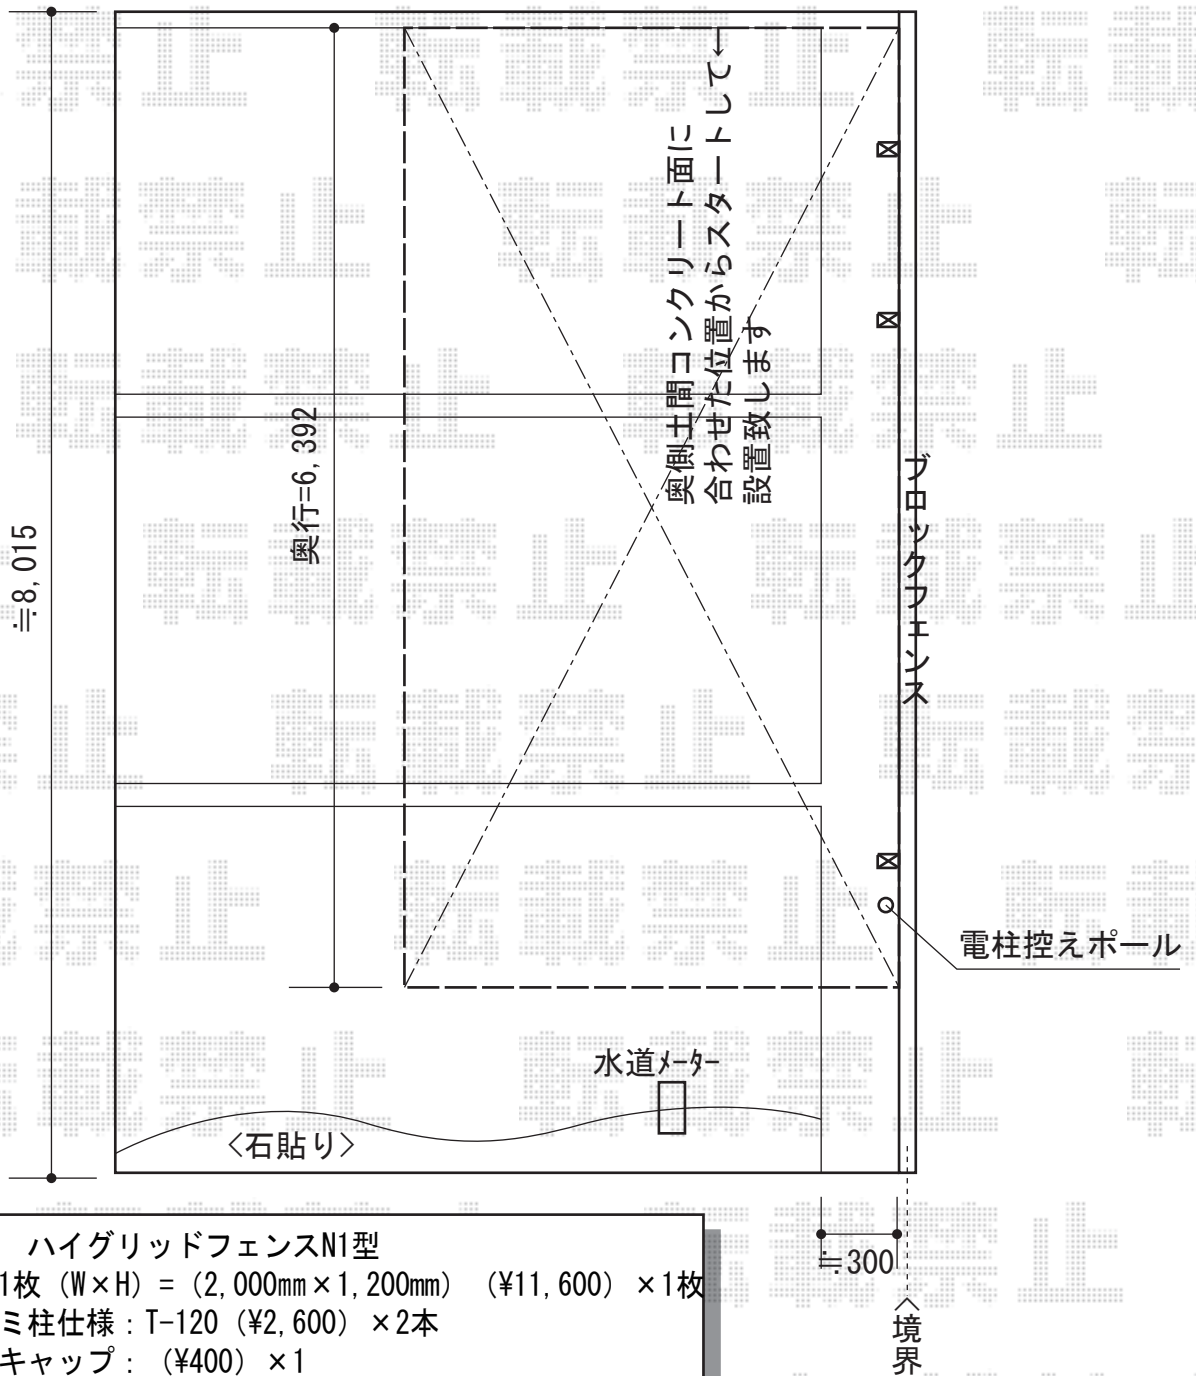 ≒8,015
奥行=6,392
奥側土間コンクリート面に
合わせた位置からスタートして
設置致します
ブロックフェンス
電柱控えポール
水道メーター
<石貼り>
≒300
<境界
ハイグリッドフェンスN1型
1枚 (W×H) = (2,000mm×1,200mm) (¥11,600) ×1枚
ミ柱仕様：T-120 (¥2,600) ×2本
キャップ： (¥400) ×1
転載禁止